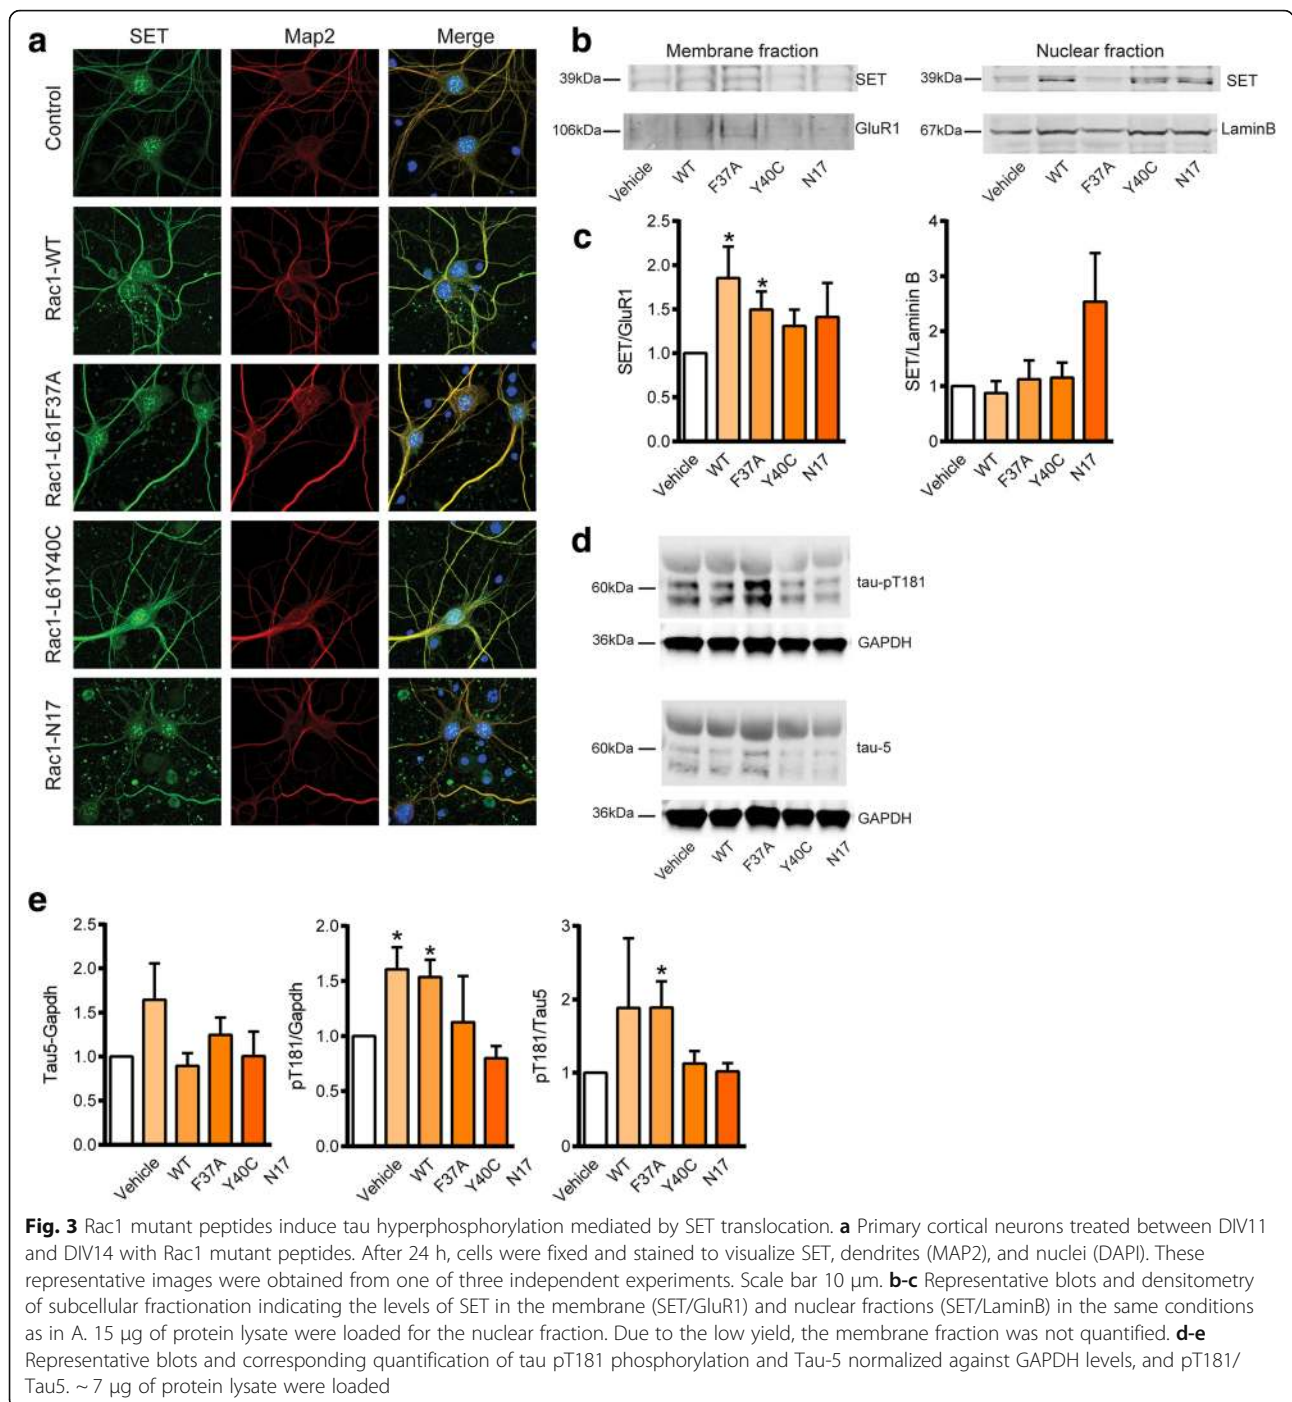 a
SET
Map2
Merge
Control
Rac1-WT
Rac1-L61F37A
Rac1-L61Y40C
Rac1-N17
b
Membrane fraction
Nuclear fraction
39kDa
SET
39kDa
SET
106kDa
GluR1
67kDa
LaminB
Vehicle
WT
F37A
Y40C
N17
Vehicle
WT
F37A
Y40C
N17
c
SET/GluR1
2.5
2.0
1.5
1.0
0.5
0.0
*
*
Vehicle
WT
F37A
Y40C
N17
SET/Laminin B
4
3
2
1
0
Vehicle
WT
F37A
Y40C
N17
d
60kDa
tau-pT181
36kDa
GAPDH
60kDa
tau-5
36kDa
GAPDH
Vehicle
WT
F37A
Y40C
N17
e
Tau5-Gapdh
2.5
2.0
1.5
1.0
0.5
0.0
Vehicle
WT
F37A
Y40C
N17
pT181/Gapdh
2.0
1.5
1.0
0.5
0.0
*
*
Vehicle
WT
F37A
Y40C
N17
pT181/Tau5
3
2
1
0
*
Vehicle
WT
F37A
Y40C
N17
Fig. 3 Rac1 mutant peptides induce tau hyperphosphorylation mediated by SET translocation. a Primary cortical neurons treated between DIV11
and DIV14 with Rac1 mutant peptides. After 24 h, cells were fixed and stained to visualize SET, dendrites (MAP2), and nuclei (DAPI). These
representative images were obtained from one of three independent experiments. Scale bar 10 μm. b-c Representative blots and densitometry
of subcellular fractionation indicating the levels of SET in the membrane (SET/GluR1) and nuclear fractions (SET/LaminB) in the same conditions
as in A. 15 μg of protein lysate were loaded for the nuclear fraction. Due to the low yield, the membrane fraction was not quantified. d-e
Representative blots and corresponding quantification of tau pT181 phosphorylation and Tau-5 normalized against GAPDH levels, and pT181/
Tau5. ~ 7 μg of protein lysate were loaded